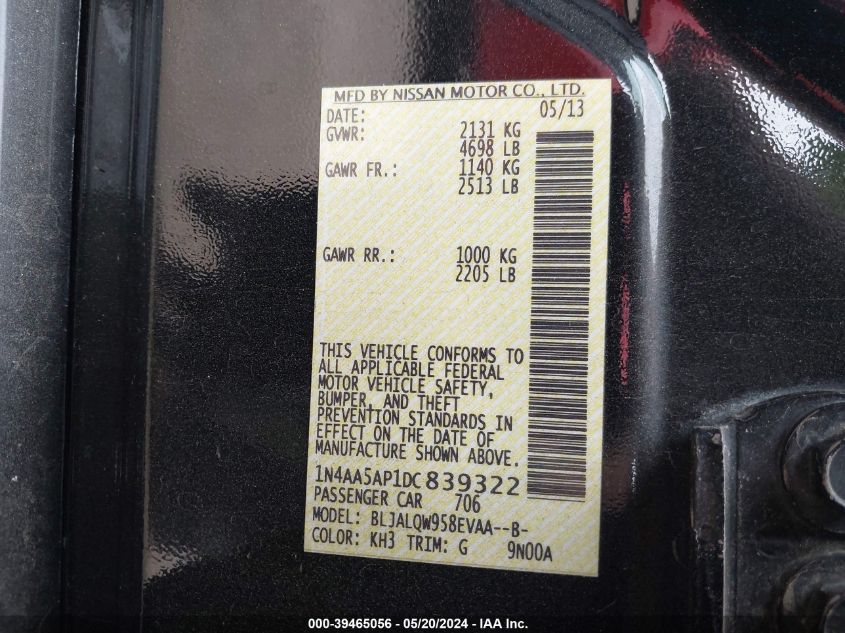 MFD BY NISSAN MOTOR CO., LTD.
DATE: 05/13
GVWR: 2131 KG
4698 LB
GAWR FR.: 1140 KG
2513 LB
GAWR RR.: 1000 KG
2205 LB
THIS VEHICLE CONFORMS TO
ALL APPLICABLE FEDERAL
MOTOR VEHICLE SAFETY,
BUMPER, AND THEFT
PREVENTION STANDARDS IN
EFFECT ON THE DATE OF
MANUFACTURE SHOWN ABOVE.
1N4AA5AP1DC839322
PASSENGER CAR 706
MODEL: BLJALQW958EVAA--B-
COLOR: KH3 TRIM: G 9N00A
000-39465056 - 05/20/2024 - IAA Inc.